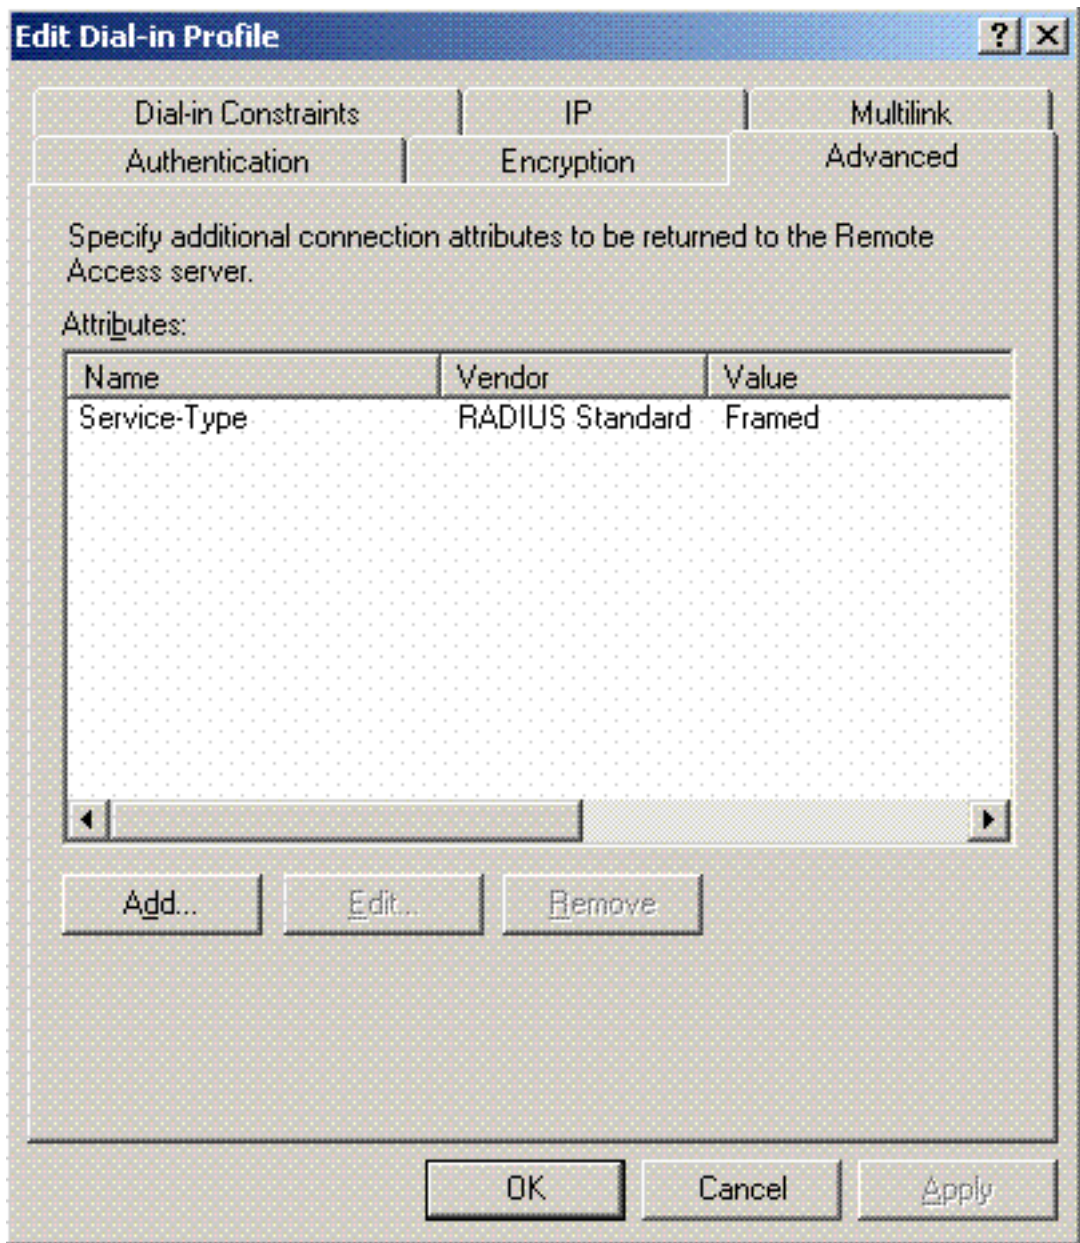 Edit Dial-in Profile
Dial-in Constraints IP Multilink
Authentication Encryption Advanced
Specify additional connection attributes to be returned to the Remote
Access server.
Attributes:
Name Vendor Value
Service-Type RADIUS Standard Framed
Add... Edit... Remove
OK Cancel Apply